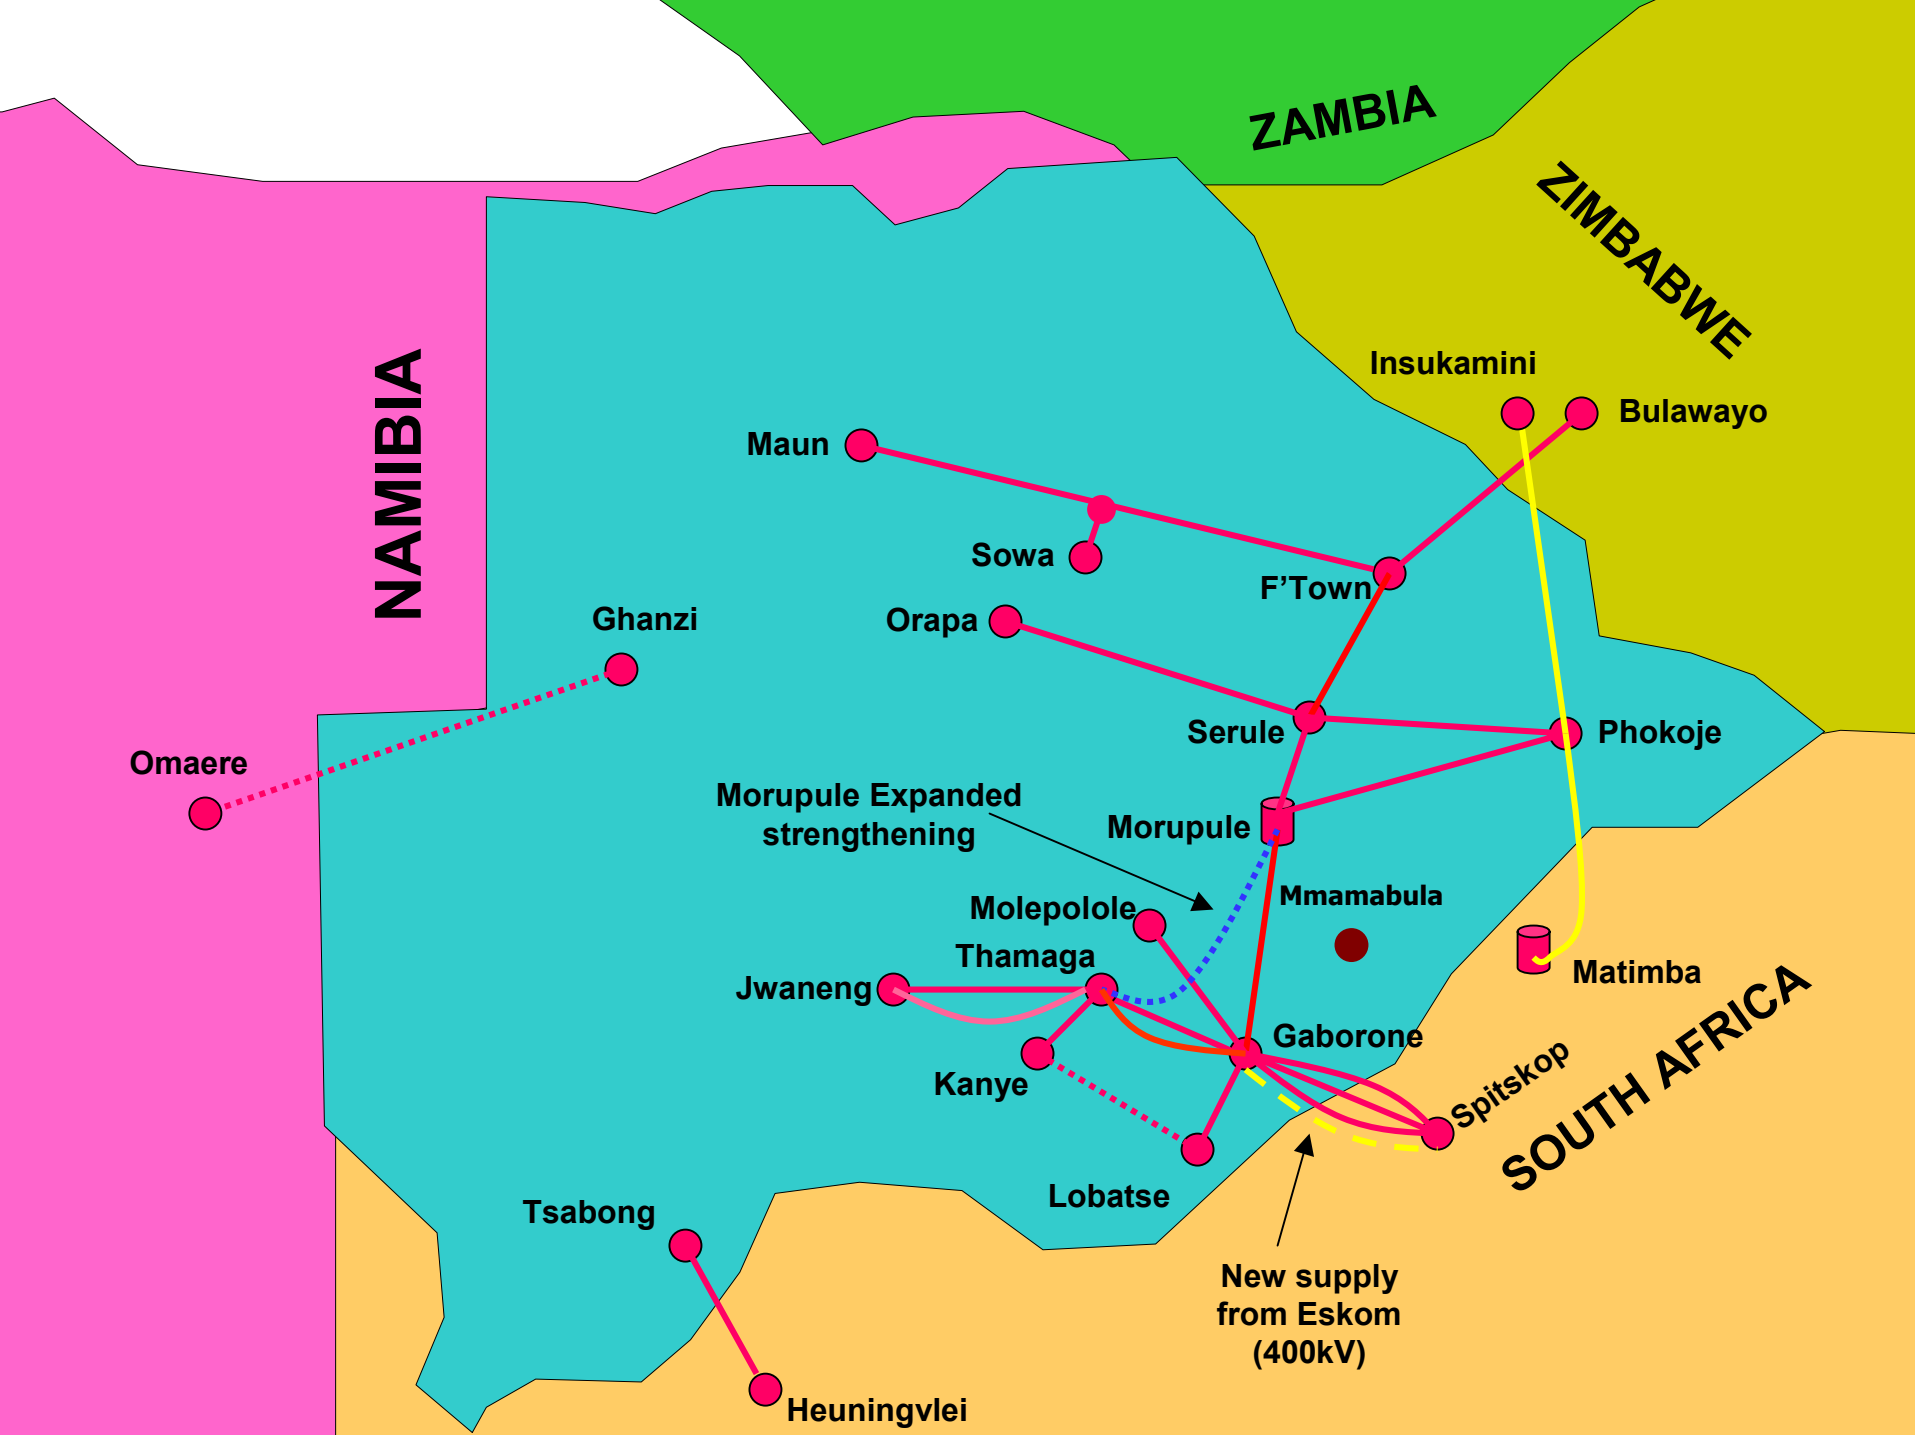 ZAMBIA
ZIMBABWE
NAMIBIA
Insukamini
Bulawayo
Maun
Sowa
F’Town
Ghanzi
Orapa
Serule
Phokoje
Omaere
Morupule Expanded
strengthening
Morupule
Mmamabula
Molepolole
Thamaga
Jwaneng
Matimba
Gaborone
Kanye
Spitskop
SOUTH AFRICA
Lobatse
Tsabong
New supply
from Eskom
(400kV)
Heuningvlei